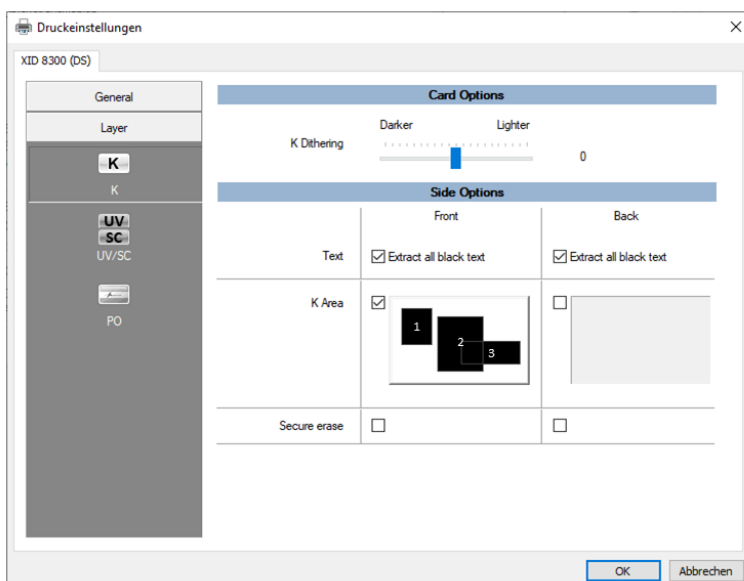 Druckeinstellungen
XID 8300 (DS)
General
Layer
K
K
UV
SC
UV/SC
PO
Card Options
Darker Lighter
K Dithering 0
Side Options
Front Back
Text Extract all black text Extract all black text
K Area
1
2
3
Secure erase
OK Abbrechen